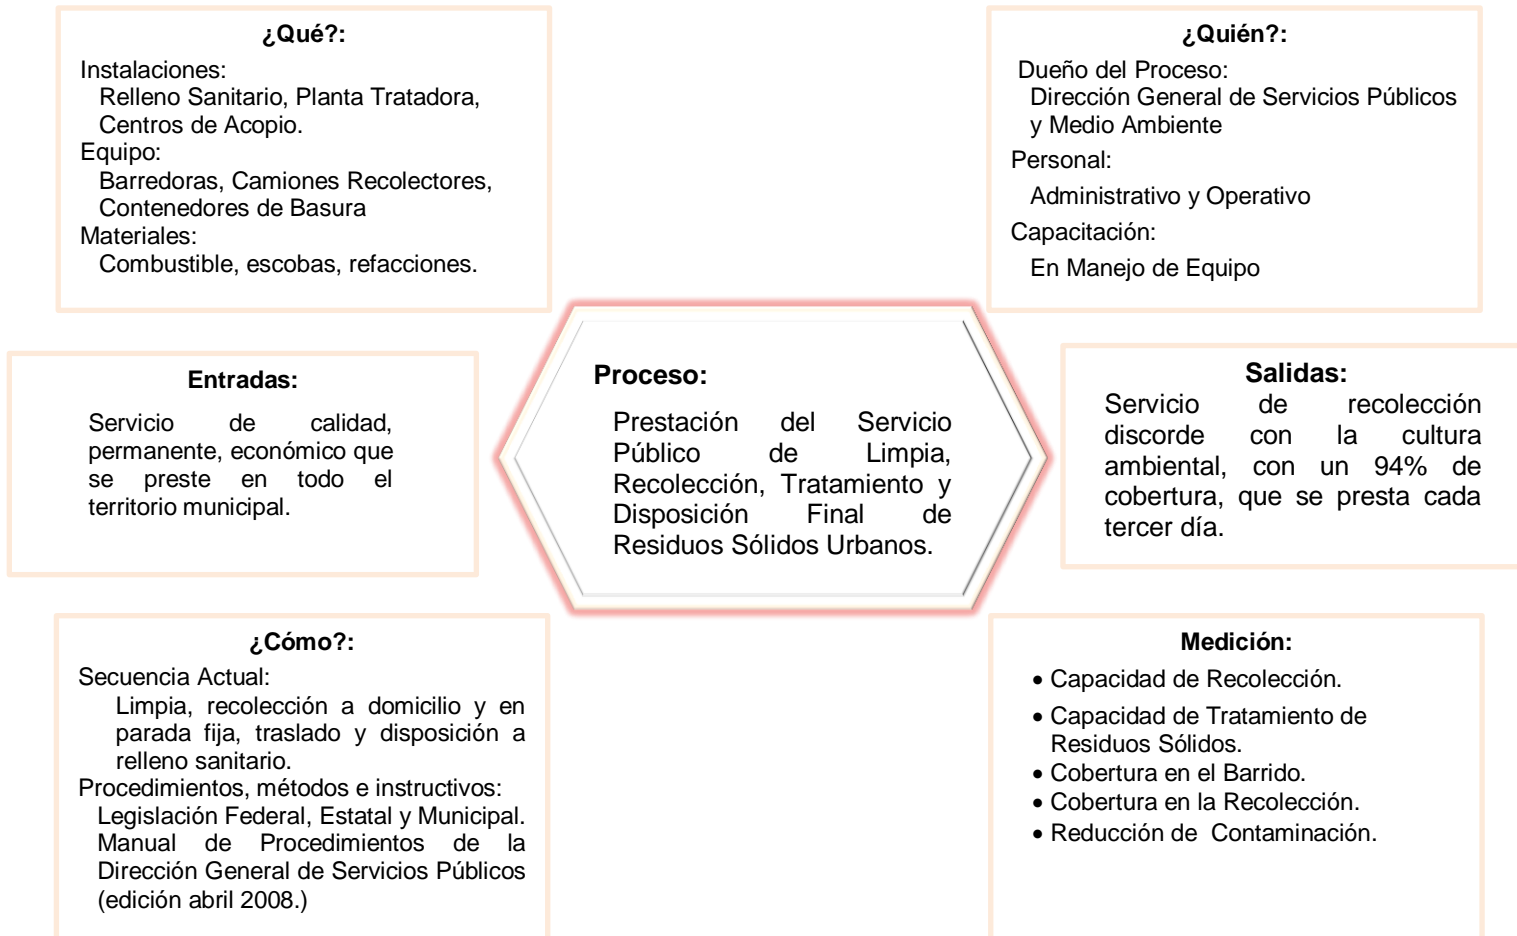 ¿Qué?:
Instalaciones:
Relleno Sanitario, Planta Tratadora,
Centros de Acopio.
Equipo:
Barredoras, Camiones Recolectores,
Contenedores de Basura
Materiales:
Combustible, escobas, refacciones.
¿Quién?:
Dueño del Proceso:
Dirección General de Servicios Públicos
y Medio Ambiente
Personal:
Administrativo y Operativo
Capacitación:
En Manejo de Equipo
Entradas:
Servicio de calidad,
permanente, económico que
se preste en todo el
territorio municipal.
Proceso:
Prestación del Servicio
Público de Limpia,
Recolección, Tratamiento y
Disposición Final de
Residuos Sólidos Urbanos.
Salidas:
Servicio de recolección
discorde con la cultura
ambiental, con un 94% de
cobertura, que se presta cada
tercer día.
¿Cómo?:
Secuencia Actual:
Limpia, recolección a domicilio y en
parada fija, traslado y disposición a
relleno sanitario.
Procedimientos, métodos e instructivos:
Legislación Federal, Estatal y Municipal.
Manual de Procedimientos de la
Dirección General de Servicios Públicos
(edición abril 2008.)
Medición:
• Capacidad de Recolección.
• Capacidad de Tratamiento de
Residuos Sólidos.
• Cobertura en el Barrido.
• Cobertura en la Recolección.
• Reducción de Contaminación.